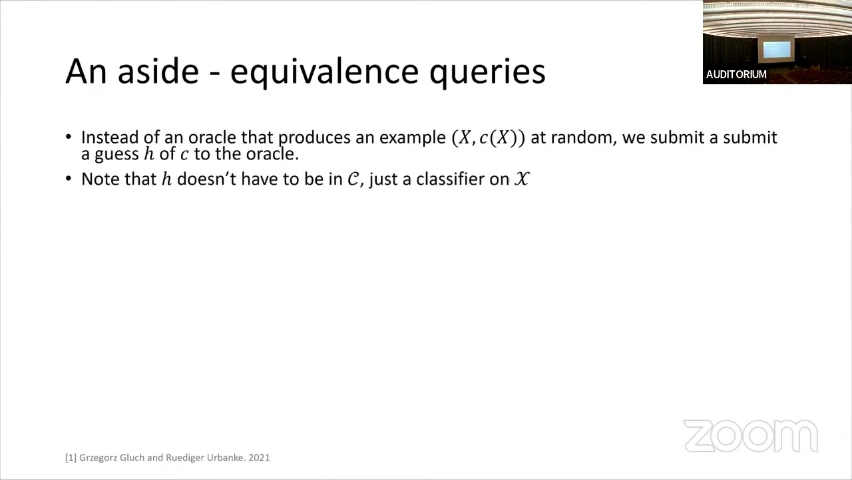 AUDITORIUM
An aside - equivalence queries
• Instead of an oracle that produces an example (X, c(X)) at random, we submit a submit
a guess h of c to the oracle.
• Note that h doesn't have to be in 𝒞, just a classifier on 𝒳
zoom
[1] Grzegorz Gluch and Ruediger Urbanke. 2021